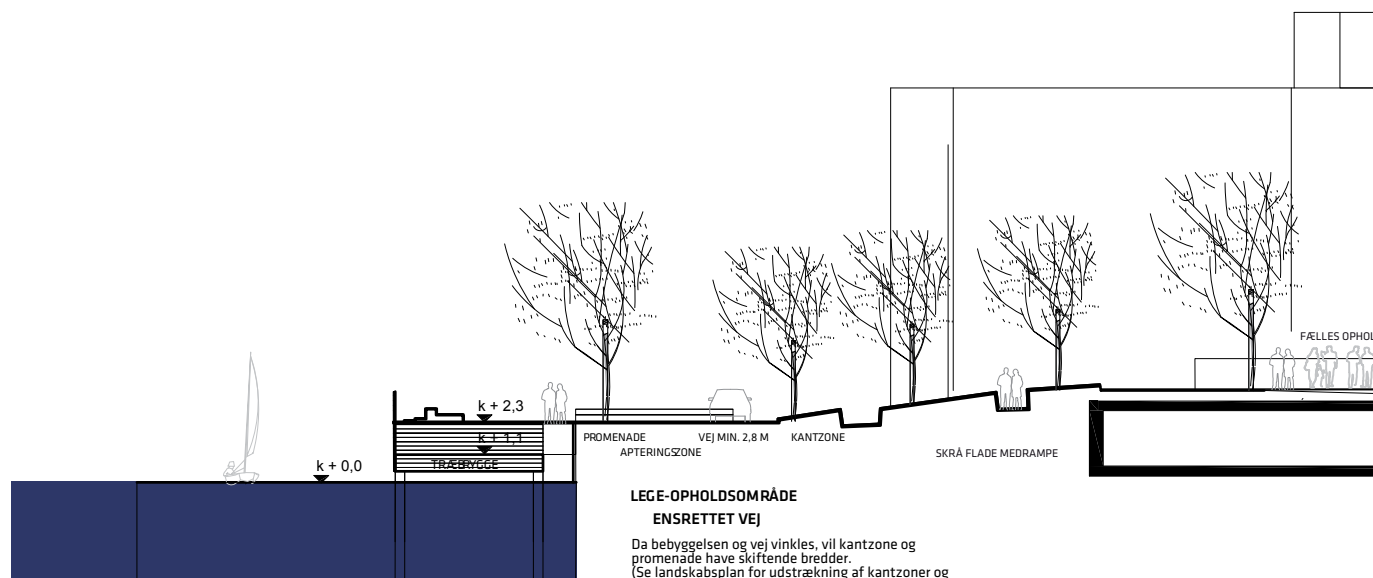 FÆLLES OPHOL
k + 2,3
k + 1,1
k + 0,0
TRÆBRYGGE
PROMENADE
VEJ MIN. 2,8 M
KANTZONE
APTERINGSZONE
SKRÅ FLADE MEDRAMPE
LEGE-OPHOLDSOMRÅDE
ENSRETTET VEJ
Da bebyggelsen og vej vinkles, vil kantzone og
promenade have skiftende bredder.
(Se landskabsplan for udstrækning af kantzoner og